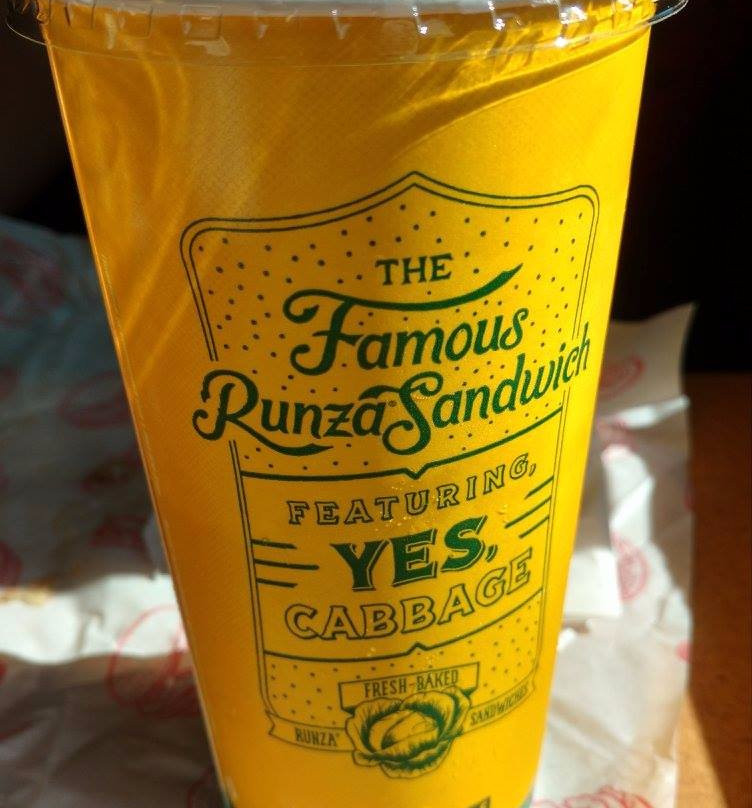 THE
Famous
Runza® Sandwich
FEATURING,
YES,
CABBAGE
FRESH-BAKED
RUNZA® SANDWICHES